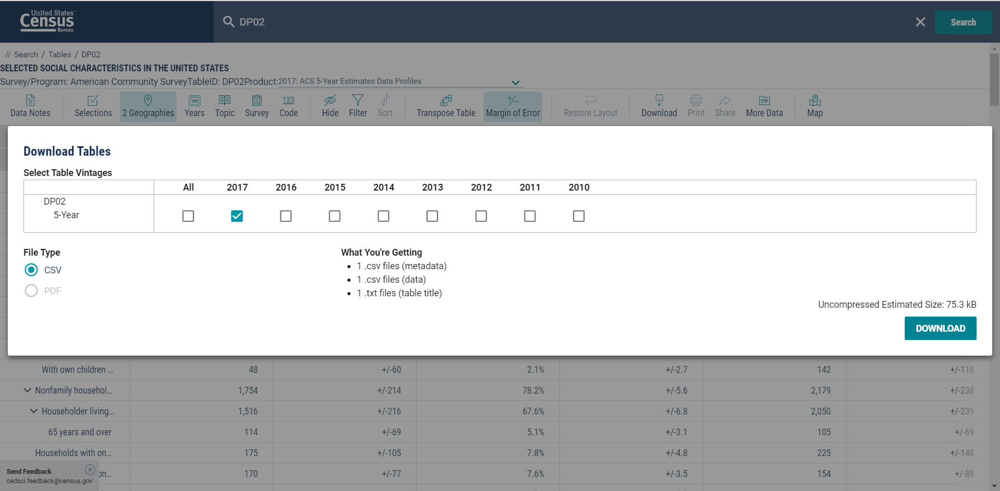 United States™
Census
Bureau
DP02
Search
// Search / Tables / DP02
SELECTED SOCIAL CHARACTERISTICS IN THE UNITED STATES
Survey/Program: American Community SurveyTableID: DP02Product:2017: ACS 5-Year Estimates Data Profiles
YR 123 +/- FTP
Data Notes Selections 2 Geographies Years Topic Survey Code Hide Filter Sort Transpose Table Margin of Error Restore Layout Download Print Share More Data Map
Download Tables
Select Table Vintages
All 2017 2016 2015 2014 2013 2012 2011 2010
DP02
5-Year
File Type
CSV
PDF
What You're Getting
1 .csv files (metadata)
1 .csv files (data)
1 .txt files (table title)
Uncompressed Estimated Size: 75.3 kB
DOWNLOAD
With own children ... 48 +/-60 2.1% +/-2.7 142 +/-118
Nonfamily househol... 1,754 +/-214 78.2% +/-5.6 2,179 +/-238
Householder living... 1,516 +/-216 67.6% +/-6.8 2,050 +/-239
65 years and over 114 +/-69 5.1% +/-3.1 105 +/-69
Households with on... 175 +/-105 7.8% +/-4.8 225 +/-148
on... 170 +/-77 7.6% +/-3.5 154 +/-88
Send Feedback
cedsci.feedback@census.gov